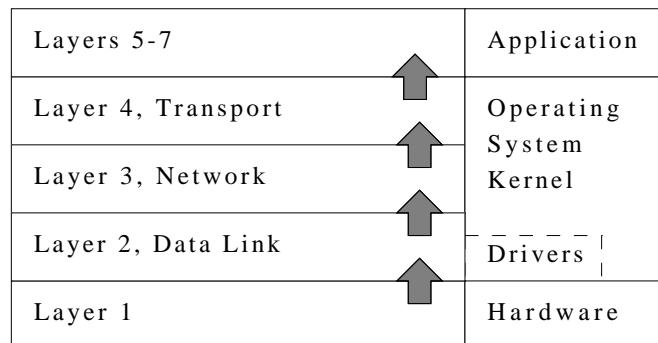 Layers 5-7
Application
Layer 4, Transport
Operating
System
Kernel
Layer 3, Network
Layer 2, Data Link
Drivers
Layer 1
Hardware